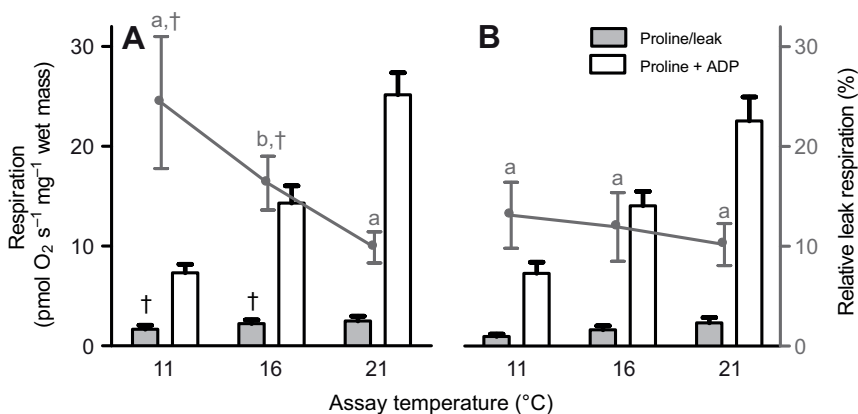 A
B
Proline/leak
Proline + ADP
Respiration
(pmol O₂ s⁻¹ mg⁻¹ wet mass)
Relative leak respiration (%)
30
20
10
0
30
20
10
0
a,†
b,†
a
a
a
a
†
†
11
16
21
11
16
21
Assay temperature (°C)